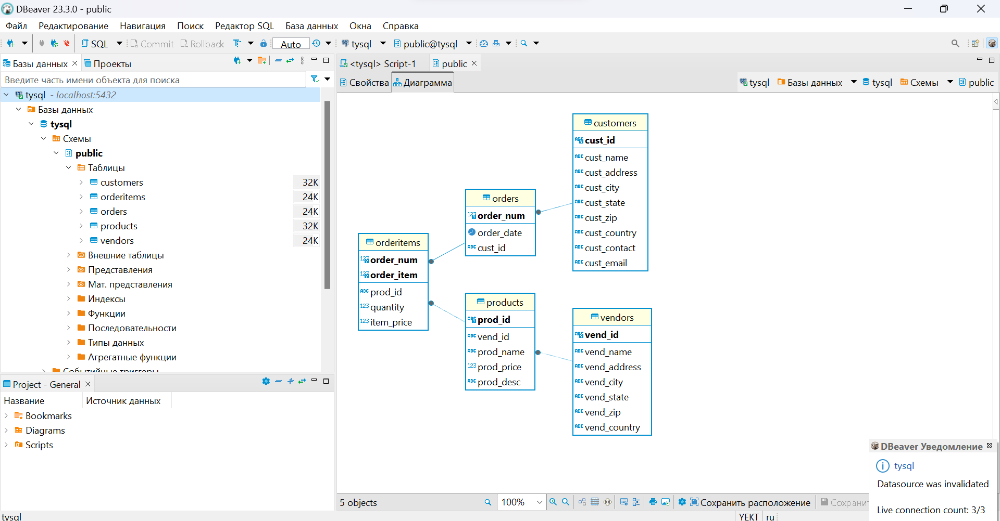 DBeaver 23.3.0 - public
Файл Редактирование Навигация Поиск Редактор SQL База данных Окна Справка
SQL Commit Rollback Auto tysql public@tysql
Базы данных Проекты
Введите часть имени объекта для поиска
tysql - localhost:5432
Базы данных
tysql
Схемы
public
Таблицы
customers 32K
orderitems 24K
orders 24K
products 32K
vendors 24K
Внешние таблицы
Представления
Мат. представления
Индексы
Функции
Последовательности
Типы данных
Агрегатные функции
Событийные триггеры
Project - General
Название Источник данных
Bookmarks
Diagrams
Scripts
<tysql> Script-1 public
Свойства Диаграмма tysql Базы данных tysql Схемы public
customers
cust_id
cust_name
cust_address
cust_city
cust_state
cust_zip
cust_country
cust_contact
cust_email
orders
order_num
order_date
cust_id
orderitems
order_num
order_item
prod_id
quantity
item_price
products
prod_id
vend_id
prod_name
prod_price
prod_desc
vendors
vend_id
vend_name
vend_address
vend_city
vend_state
vend_zip
vend_country
DBeaver Уведомление
tysql
Datasource was invalidated
Live connection count: 3/3
5 objects 100% Сохранить расположение Сохранит
tysql YEKT ru